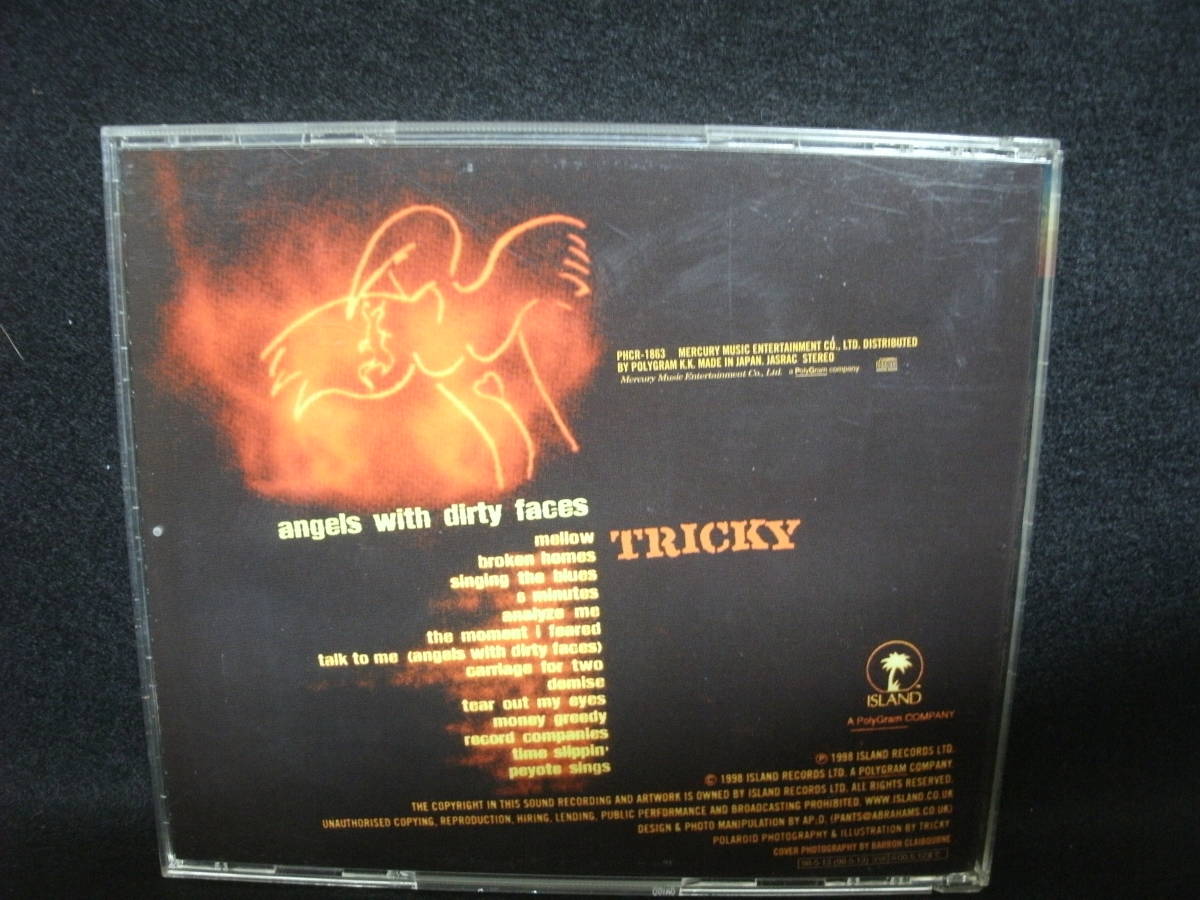 PHCR-1863 MERCURY MUSIC ENTERTAINMENT CO., LTD. DISTRIBUTED
BY POLYGRAM K.K. MADE IN JAPAN. JASRAC STEREO
Mercury Music Entertainment Co., Ltd. a PolyGram company
angels with dirty faces
TRICKY
mellow
broken homes
singing the blues
6 minutes
analyze me
the moment i feared
talk to me (angels with dirty faces)
carriage for two
demise
tear out my eyes
money greedy
record companies
time slippin'
peyote sings
ISLAND
A PolyGram COMPANY
℗ 1998 ISLAND RECORDS LTD.
© 1998 ISLAND RECORDS LTD. A POLYGRAM COMPANY
THE COPYRIGHT IN THIS SOUND RECORDING AND ARTWORK IS OWNED BY ISLAND RECORDS LTD. ALL RIGHTS RESERVED.
UNAUTHORISED COPYING, REPRODUCTION, HIRING, LENDING, PUBLIC PERFORMANCE AND BROADCASTING PROHIBITED. WWW.ISLAND.CO.UK
DESIGN & PHOTO MANIPULATION BY AP,D. (PANTS@ABRAHAMS.CO.UK)
POLAROID PHOTOGRAPHY & ILLUSTRATION BY TRICKY
COVER PHOTOGRAPHY BY BARRON CLAIBOURNE